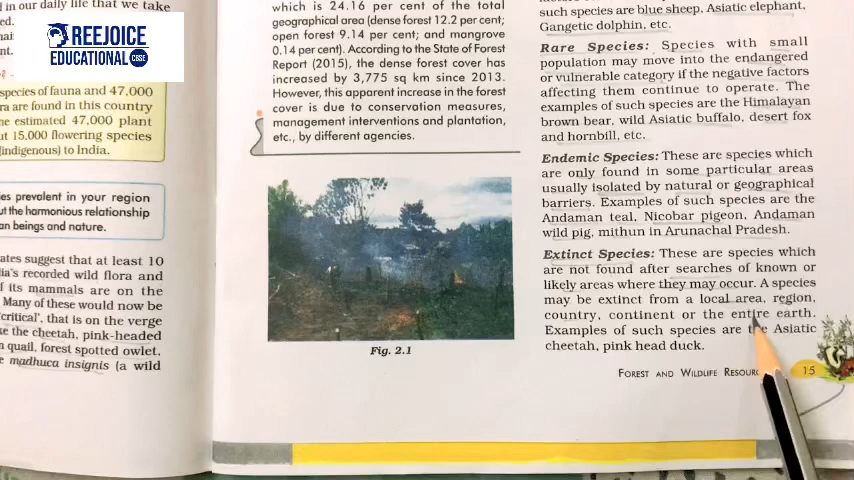 in our daily life that we take
REEJOICE
EDUCATIONAL CBSE
species of fauna and 47,000
ra are found in this country
he estimated 47,000 plant
ut 15,000 flowering species
(indigenous) to India.
ies prevalent in your region
ut the harmonious relationship
an beings and nature.
ates suggest that at least 10
lia's recorded wild flora and
f its mammals are on the
Many of these would now be
'critical', that is on the verge
ke the cheetah, pink-headed
n quail, forest spotted owlet,
e madhuca insignis (a wild
which is 24.16 per cent of the total
geographical area (dense forest 12.2 per cent;
open forest 9.14 per cent; and mangrove
0.14 per cent). According to the State of Forest
Report (2015), the dense forest cover has
increased by 3,775 sq km since 2013.
However, this apparent increase in the forest
cover is due to conservation measures,
management interventions and plantation,
etc., by different agencies.
Fig. 2.1
such species are blue sheep, Asiatic elephant,
Gangetic dolphin, etc.
Rare Species: Species with small
population may move into the endangered
or vulnerable category if the negative factors
affecting them continue to operate. The
examples of such species are the Himalayan
brown bear, wild Asiatic buffalo, desert fox
and hornbill, etc.
Endemic Species: These are species which
are only found in some particular areas
usually isolated by natural or geographical
barriers. Examples of such species are the
Andaman teal, Nicobar pigeon, Andaman
wild pig, mithun in Arunachal Pradesh.
Extinct Species: These are species which
are not found after searches of known or
likely areas where they may occur. A species
may be extinct from a local area, region,
country, continent or the entire earth.
Examples of such species are the Asiatic
cheetah, pink head duck.
FOREST AND WILDLIFE RESOURC
15